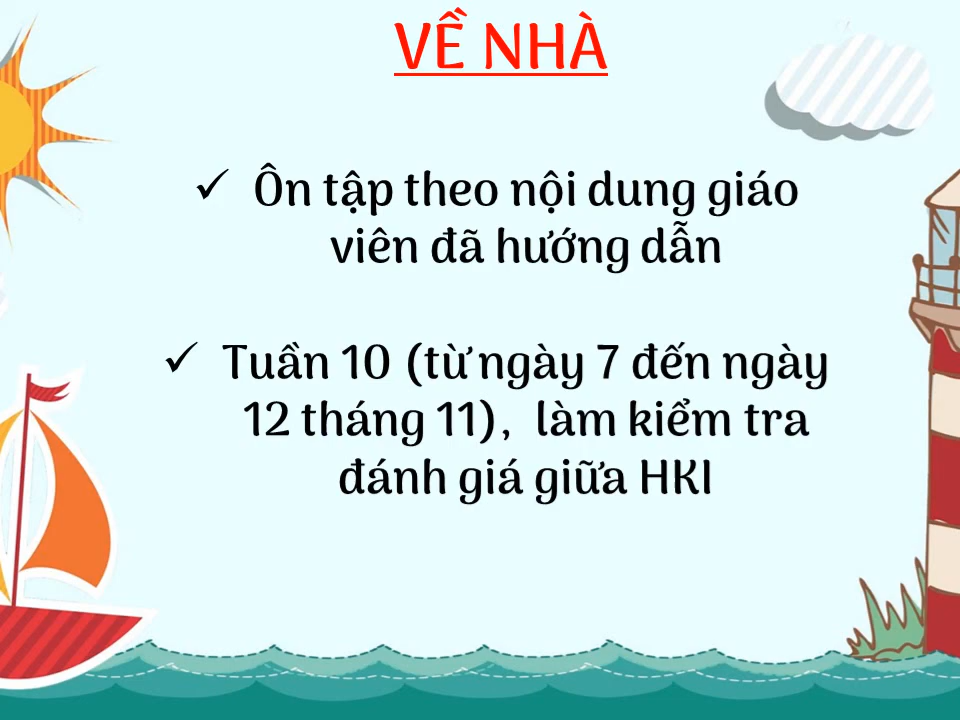 VỀ NHÀ
✓ Ôn tập theo nội dung giáo
viên đã hướng dẫn
✓ Tuần 10 (từ ngày 7 đến ngày
12 tháng 11), làm kiểm tra
đánh giá giữa HKI